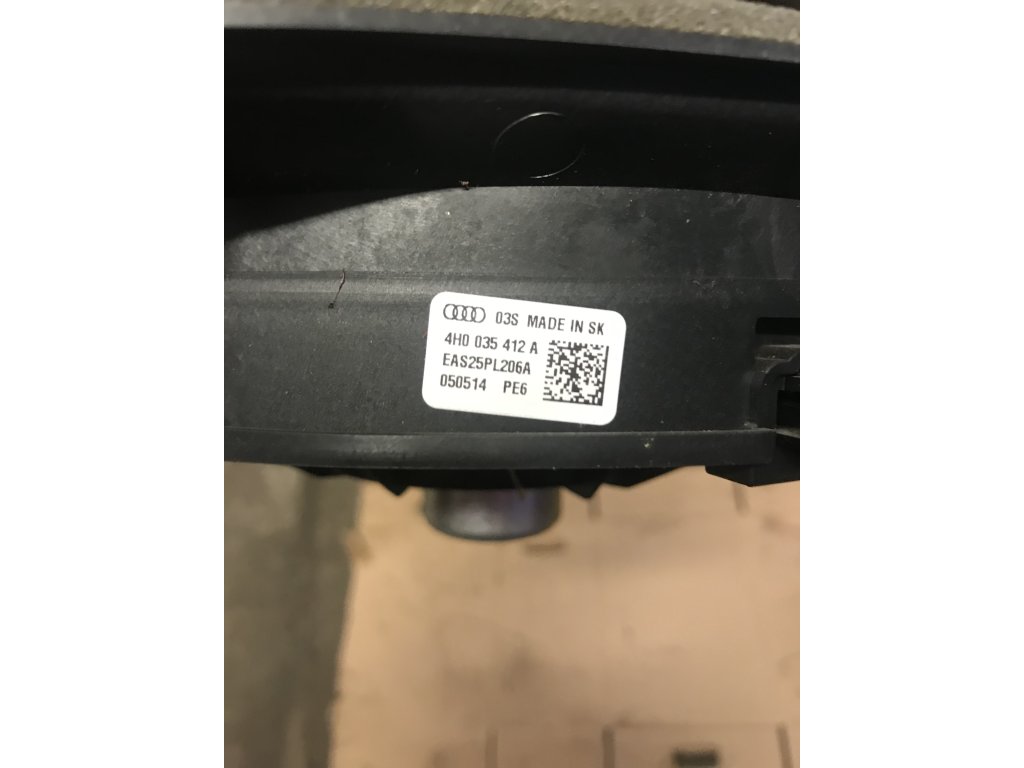 03S MADE IN SK
4H0 035 412 A
EAS25PL206A
050514 PE6